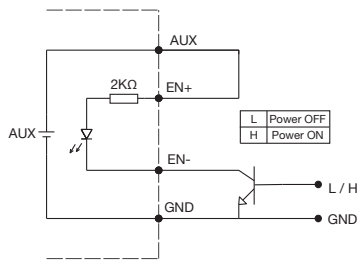 AUX
2KΩ
EN+
L Power OFF
H Power ON
AUX
EN-
L / H
GND
GND